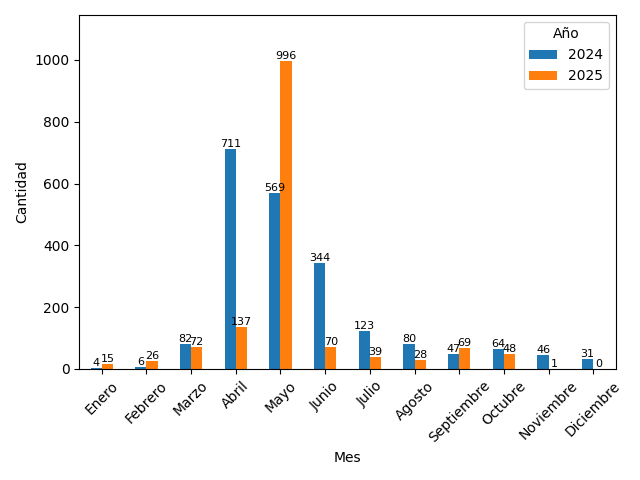 Año
2024
2025
Cantidad
1000
800
600
400
200
0
4 15
6 26
82 72
711 137
569 996
344 70
123 39
80 28
47 69
64 48
46 1
31 0
Enero
Febrero
Marzo
Abril
Mayo
Junio
Julio
Agosto
Septiembre
Octubre
Noviembre
Diciembre
Mes